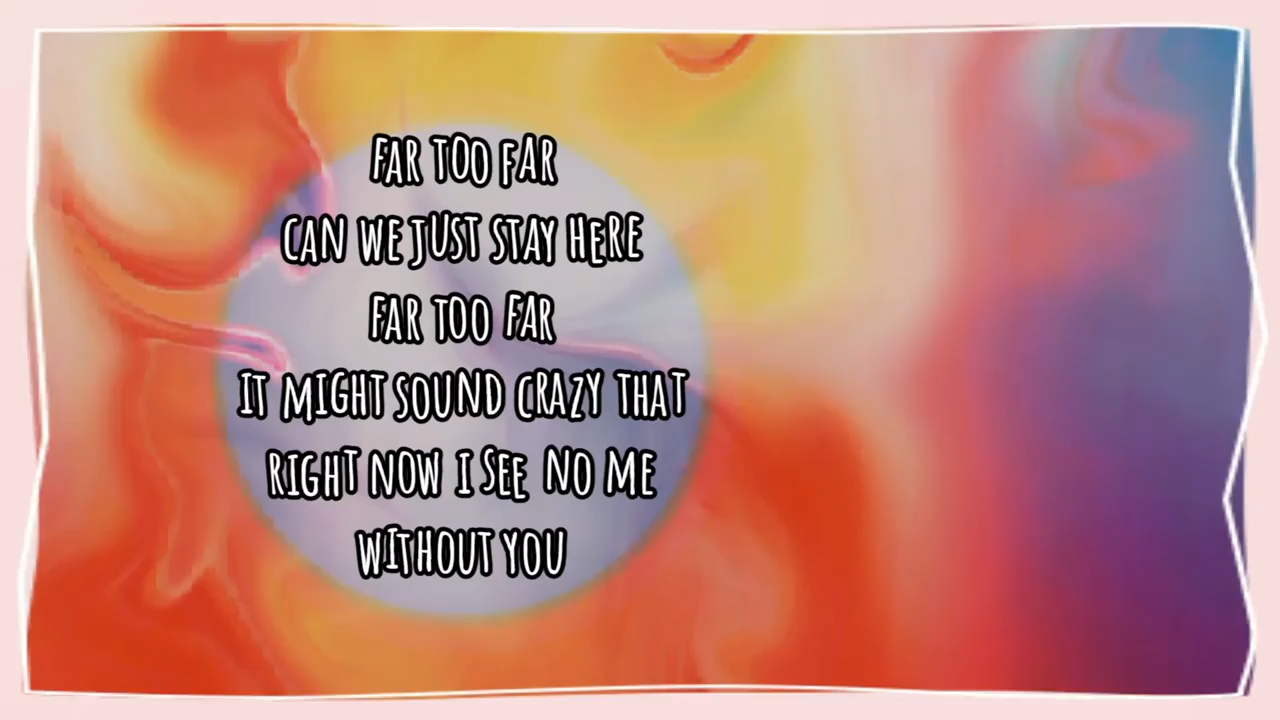 FAR TOO FAR
CAN WE JUST STAY HERE
FAR TOO FAR
IT MIGHT SOUND CRAZY THAT
RIGHT NOW I SEE NO ME
WITHOUT YOU